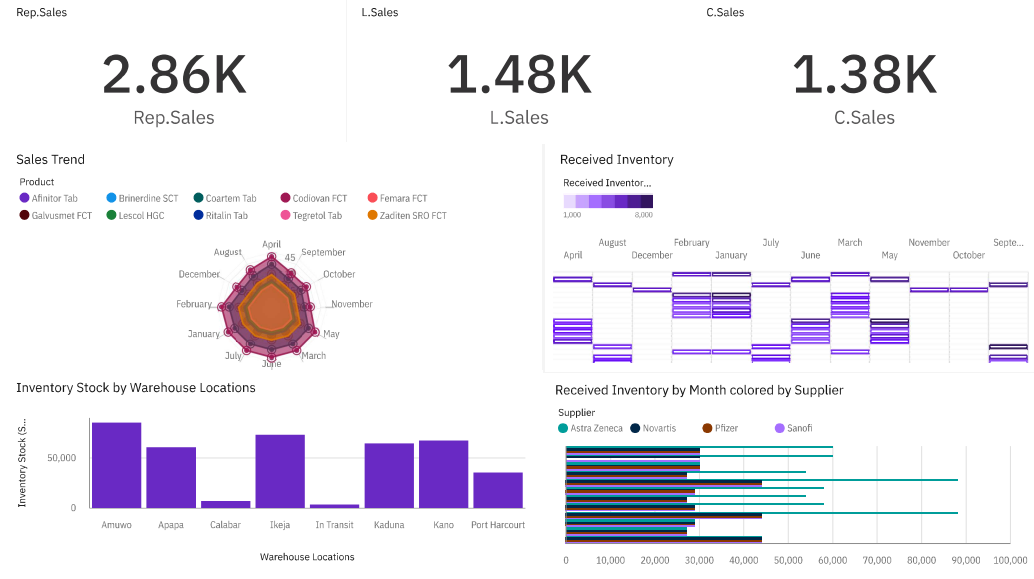 Rep.Sales
L.Sales
C.Sales
2.86K
1.48K
1.38K
Rep.Sales
L.Sales
C.Sales
Sales Trend
Product
Afinitor Tab
Brinerdine SCT
Coartem Tab
Codiovan FCT
Femara FCT
Galvusmet FCT
Lescol HGC
Ritalin Tab
Tegretol Tab
Zaditen SRO FCT
April
45
August
September
December
October
February
November
January
May
July
March
June
Received Inventory
Received Inventor...
1,000
8,000
August
February
July
March
November
Septe...
April
December
January
June
May
October
Inventory Stock by Warehouse Locations
Inventory Stock (S...
50,000
0
Amuwo
Apapa
Calabar
Ikeja
In Transit
Kaduna
Kano
Port Harcourt
Warehouse Locations
Received Inventory by Month colored by Supplier
Supplier
Astra Zeneca
Novartis
Pfizer
Sanofi
0
10,000
20,000
30,000
40,000
50,000
60,000
70,000
80,000
90,000
100,000